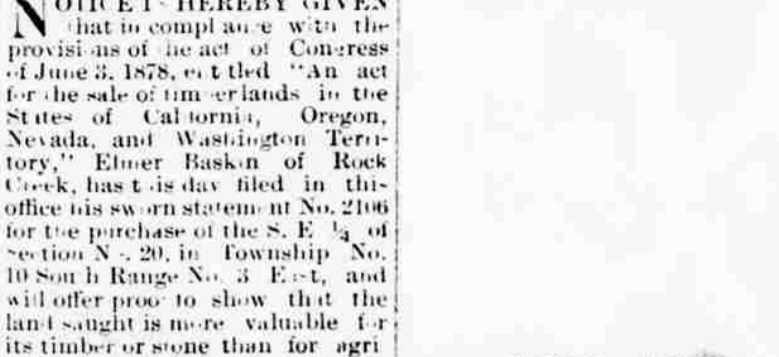 NOTICE IS HEREBY GIVEN
that in compliance with the
provisions of the act of Congress
of June 3, 1878, entitled "An act
for the sale of timber lands in the
States of California, Oregon,
Nevada, and Washington Terri-
tory," Elmer Baskin of Rock
Creek, has this day filed in this
office his sworn statement No. 2106
for the purchase of the S. E ¼ of
Section No. 20, in Township No.
10 South Range No. 3 East, and
will offer proof to show that the
land saught is more valuable for
its timber or stone than for agri